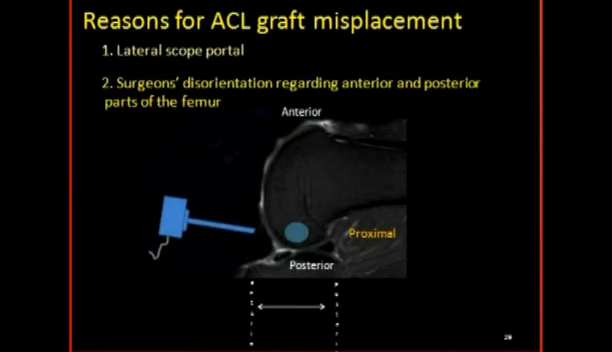 Reasons for ACL graft misplacement
1. Lateral scope portal
2. Surgeons' disorientation regarding anterior and posterior
parts of the femur
Anterior
Proximal
Posterior